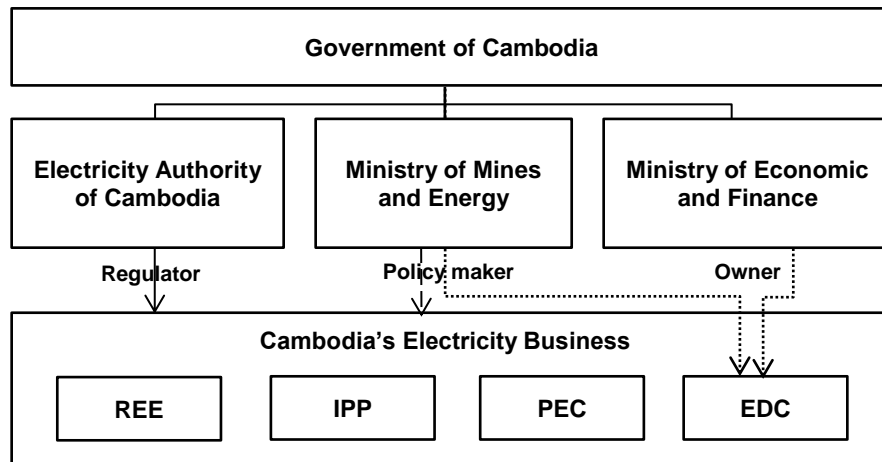 Government of Cambodia
Electricity Authority
of Cambodia
Ministry of Mines
and Energy
Ministry of Economic
and Finance
Regulator
Policy maker
Owner
Cambodia’s Electricity Business
REE
IPP
PEC
EDC